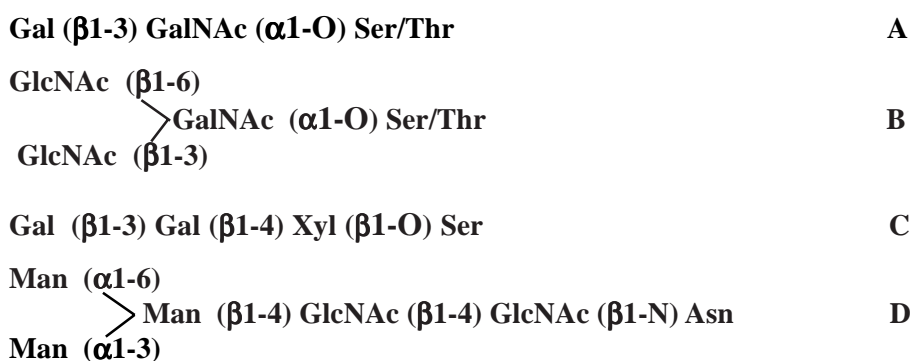 Gal (β1-3) GalNAc (α1-O) Ser/Thr A
GlcNAc (β1-6)
GalNAc (α1-O) Ser/Thr B
GlcNAc (β1-3)
Gal (β1-3) Gal (β1-4) Xyl (β1-O) Ser C
Man (α1-6)
Man (β1-4) GlcNAc (β1-4) GlcNAc (β1-N) Asn D
Man (α1-3)